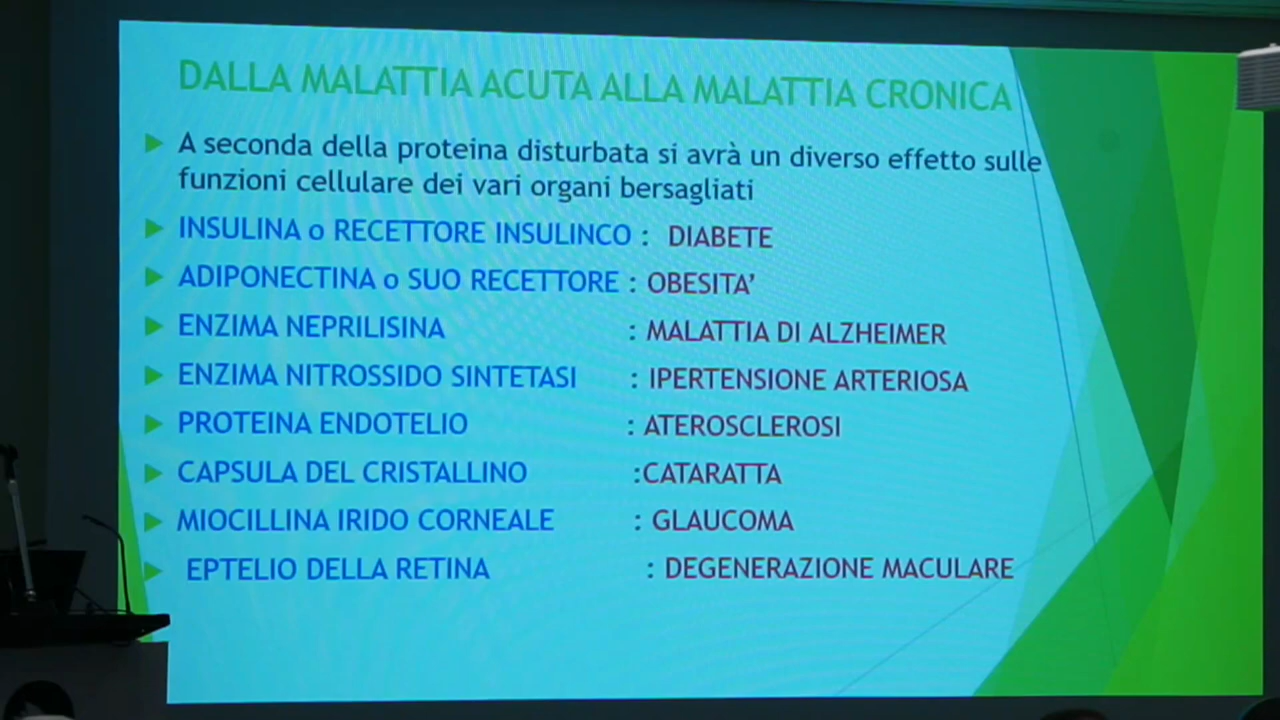 DALLA MALATTIA ACUTA ALLA MALATTIA CRONICA
A seconda della proteina disturbata si avrà un diverso effetto sulle
funzioni cellulare dei vari organi bersagliati
INSULINA o RECETTORE INSULINCO : DIABETE
ADIPONECTINA o SUO RECETTORE : OBESITA'
ENZIMA NEPRILISINA : MALATTIA DI ALZHEIMER
ENZIMA NITROSSIDO SINTETASI : IPERTENSIONE ARTERIOSA
PROTEINA ENDOTELIO : ATEROSCLEROSI
CAPSULA DEL CRISTALLINO :CATARATTA
MIOCILLINA IRIDO CORNEALE : GLAUCOMA
EPTELIO DELLA RETINA : DEGENERAZIONE MACULARE